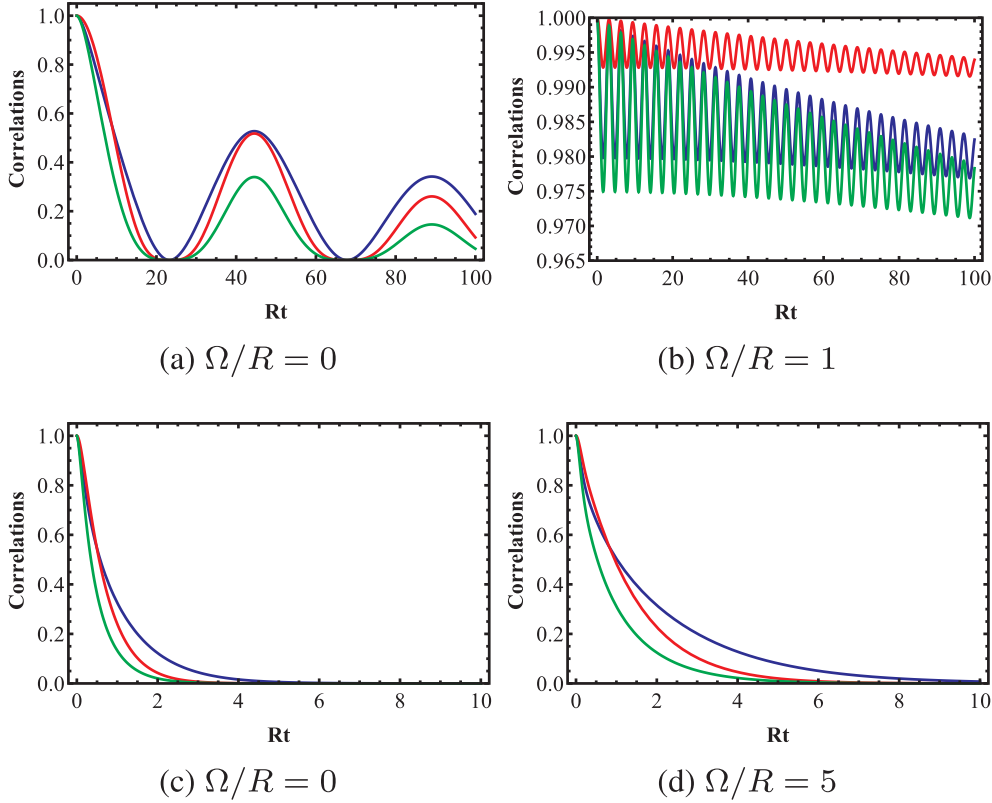 Correlations
1.0
0.8
0.6
0.4
0.2
0.0
0 20 40 60 80 100
Rt
(a) Ω/R = 0
Correlations
1.000
0.995
0.990
0.985
0.980
0.975
0.970
0.965
0 20 40 60 80 100
Rt
(b) Ω/R = 1
Correlations
1.0
0.8
0.6
0.4
0.2
0.0
0 2 4 6 8 10
Rt
(c) Ω/R = 0
Correlations
1.0
0.8
0.6
0.4
0.2
0.0
0 2 4 6 8 10
Rt
(d) Ω/R = 5